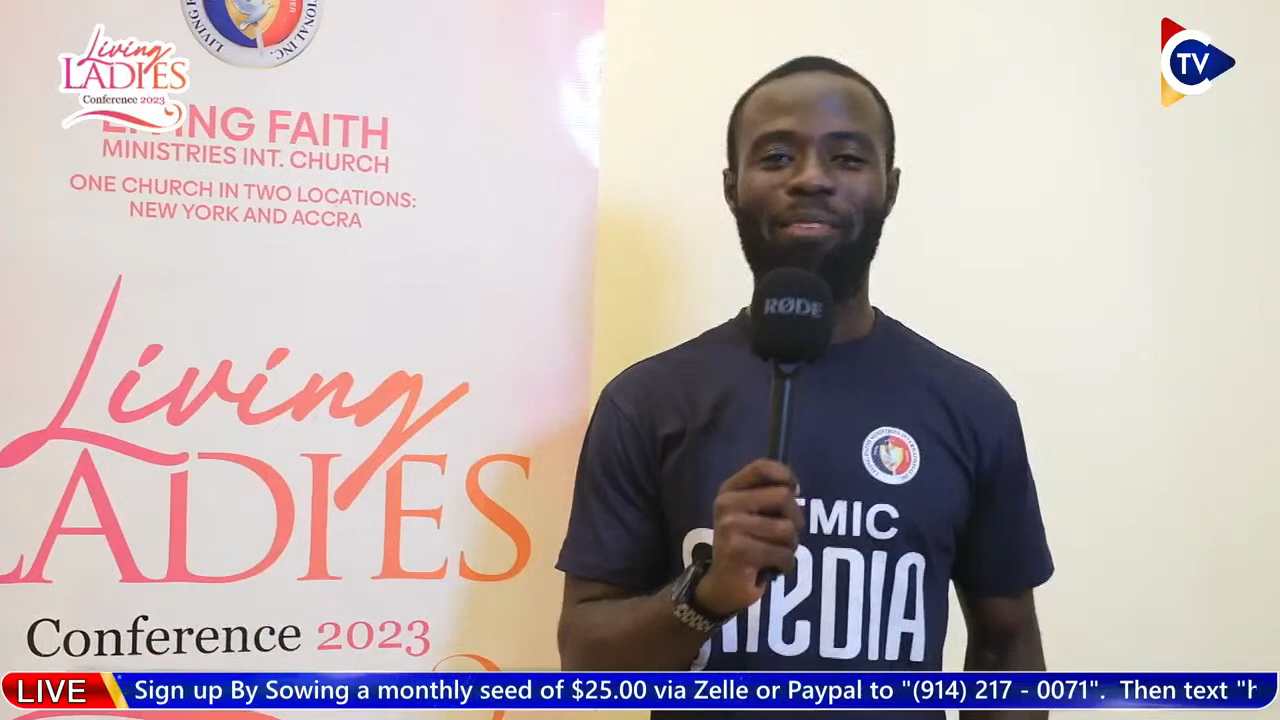 Living
LADIES
Conference 2023
TV
LIVING FAITH
MINISTRIES INT. CHURCH
ONE CHURCH IN TWO LOCATIONS:
NEW YORK AND ACCRA
RØDE
Living
LADIES
Conference 2023
MEDIA
LIVE
Sign up By Sowing a monthly seed of $25.00 via Zelle or Paypal to "(914) 217 - 0071". Then text "h